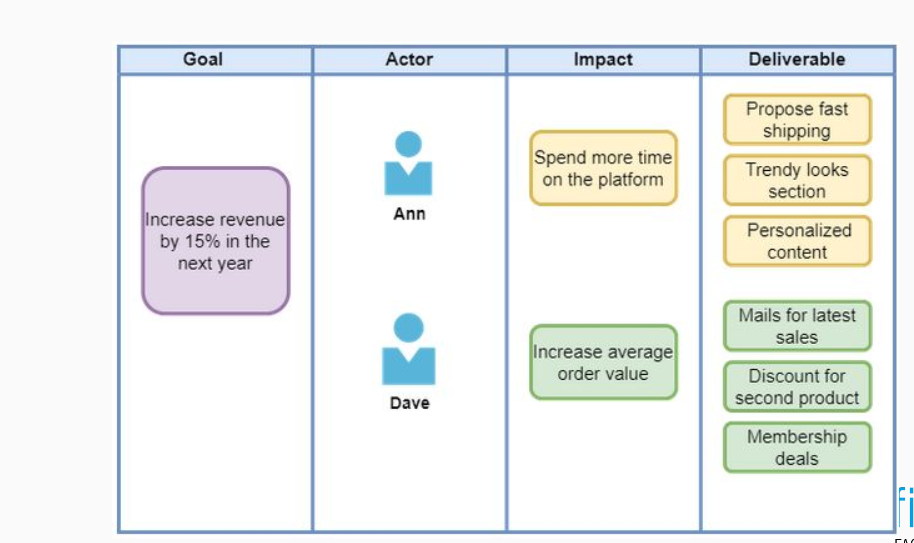 Goal
Actor
Impact
Deliverable
Increase revenue
by 15% in the
next year
Ann
Spend more time
on the platform
Propose fast
shipping
Trendy looks
section
Personalized
content
Dave
Increase average
order value
Mails for latest
sales
Discount for
second product
Membership
deals